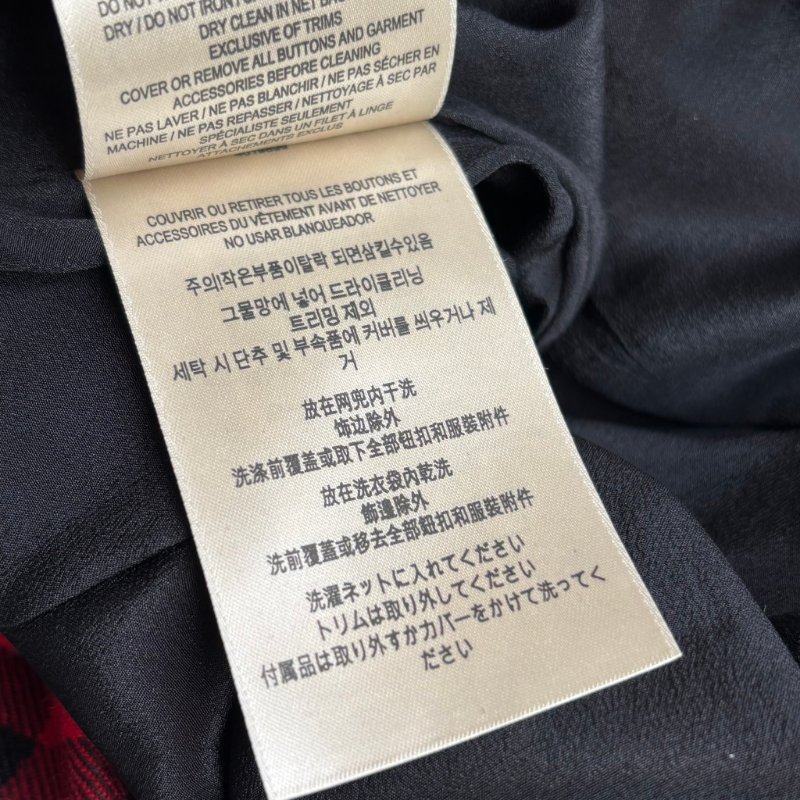 DO NOT
DRY / DO NOT IRON
DRY CLEAN IN NET BA
EXCLUSIVE OF TRIMS
COVER OR REMOVE ALL BUTTONS AND GARMENT
ACCESSORIES BEFORE CLEANING
NE PAS LAVER / NE PAS BLANCHIR / NE PAS SÉCHER EN
MACHINE / NE PAS REPASSER / NETTOYAGE À SEC PAR
SPÉCIALISTE SEULEMENT
NETTOYER À SEC DANS UN FILET À LINGE
ATTACHEMENTS EXCLUS
COUVRIR OU RETIRER TOUS LES BOUTONS ET
ACCESSOIRES DU VÊTEMENT AVANT DE NETTOYER
NO USAR BLANQUEADOR
주의!작은부품이탈락 되면삼킬수있음
그물망에 넣어 드라이클리닝
트리밍 제외
세탁 시 단추 및 부속품에 커버를 씌우거나 제
거
放在网兜内干洗
饰边除外
洗涤前覆盖或取下全部鈕扣和服裝附件
放在洗衣袋內乾洗
飾邊除外
洗前覆蓋或移去全部鈕扣和服裝附件
洗濯ネットに入れてください
トリムは取り外してください
付属品は取り外すかカバーをかけて洗ってく
ださい